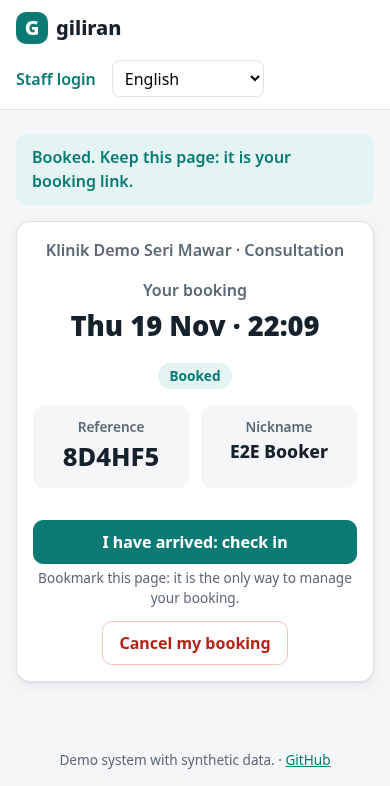 G giliran
Staff login English
Booked. Keep this page: it is your
booking link.
Klinik Demo Seri Mawar · Consultation
Your booking
Thu 19 Nov · 22:09
Booked
Reference Nickname
8D4HF5 E2E Booker
I have arrived: check in
Bookmark this page: it is the only way to manage
your booking.
Cancel my booking
Demo system with synthetic data. · GitHub